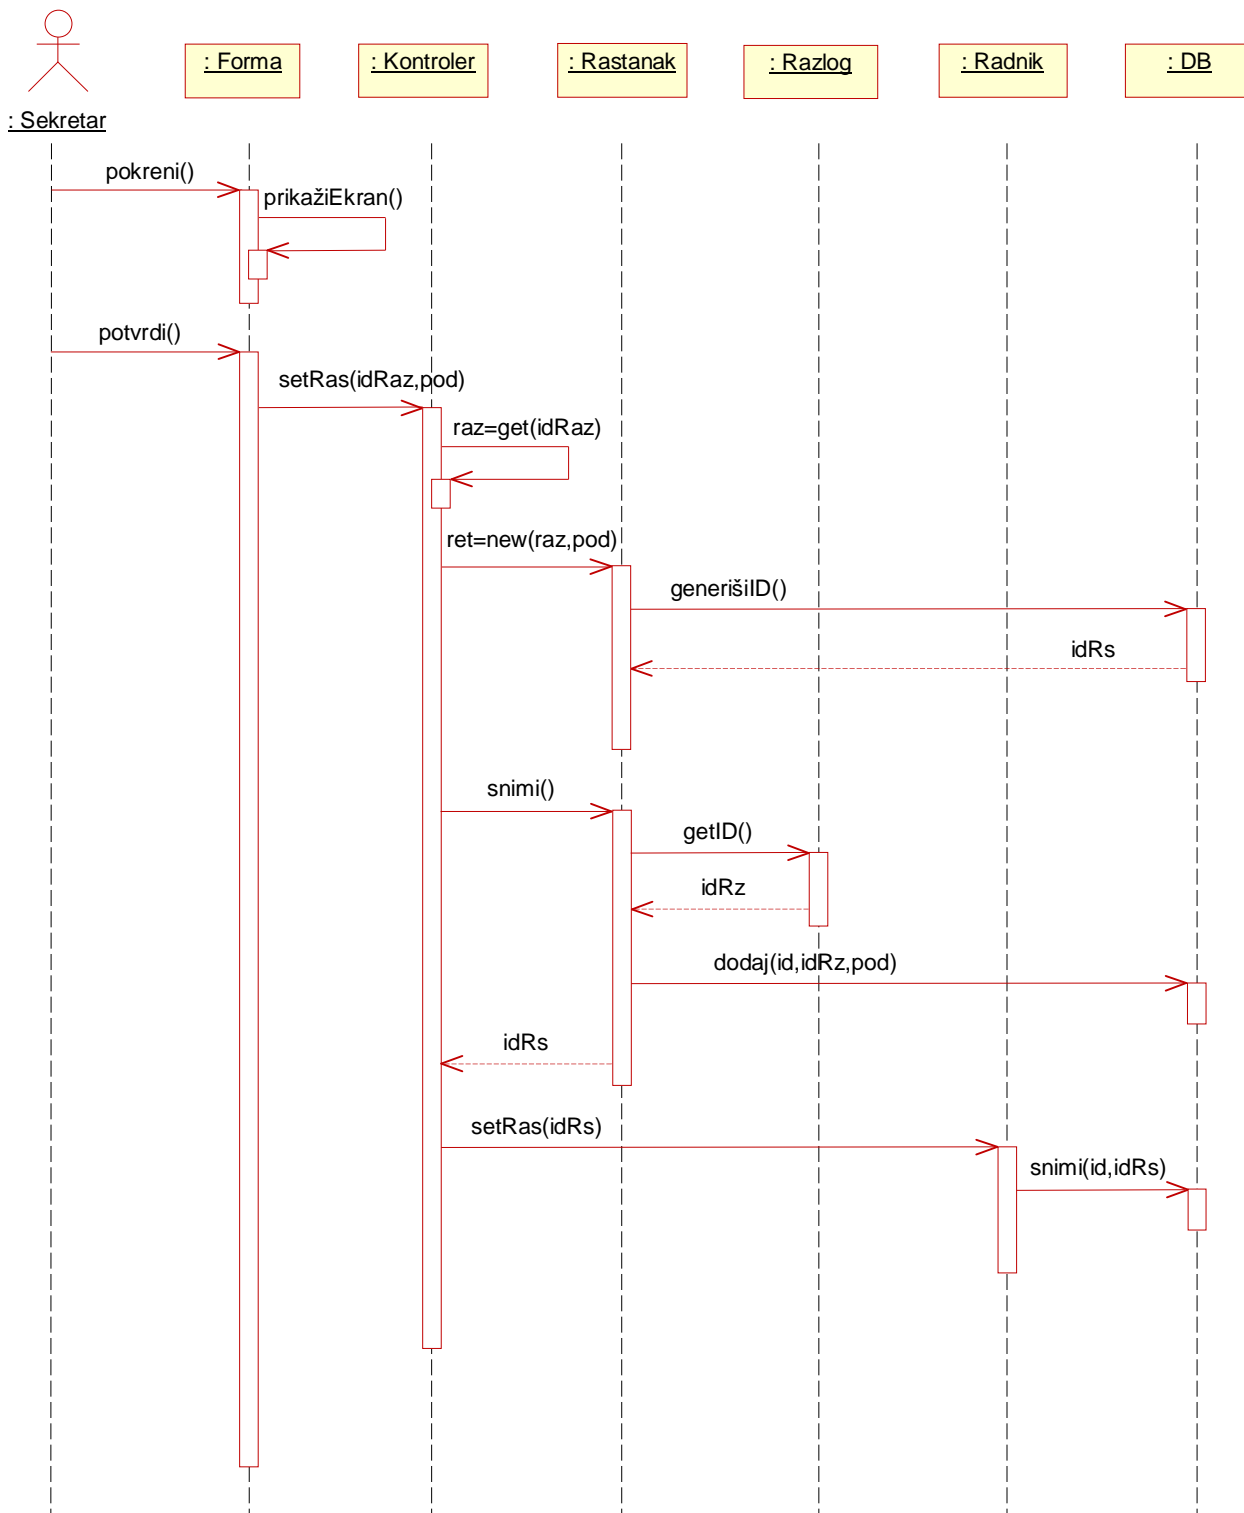 : Forma
: Kontroler
: Rastanak
: Razlog
: Radnik
: DB
: Sekretar
pokreni()
prikažiEkran()
potvrdi()
setRas(idRaz,pod)
raz=get(idRaz)
ret=new(raz,pod)
generišiID()
idRs
snimi()
getID()
idRz
dodaj(id,idRz,pod)
idRs
setRas(idRs)
snimi(id,idRs)